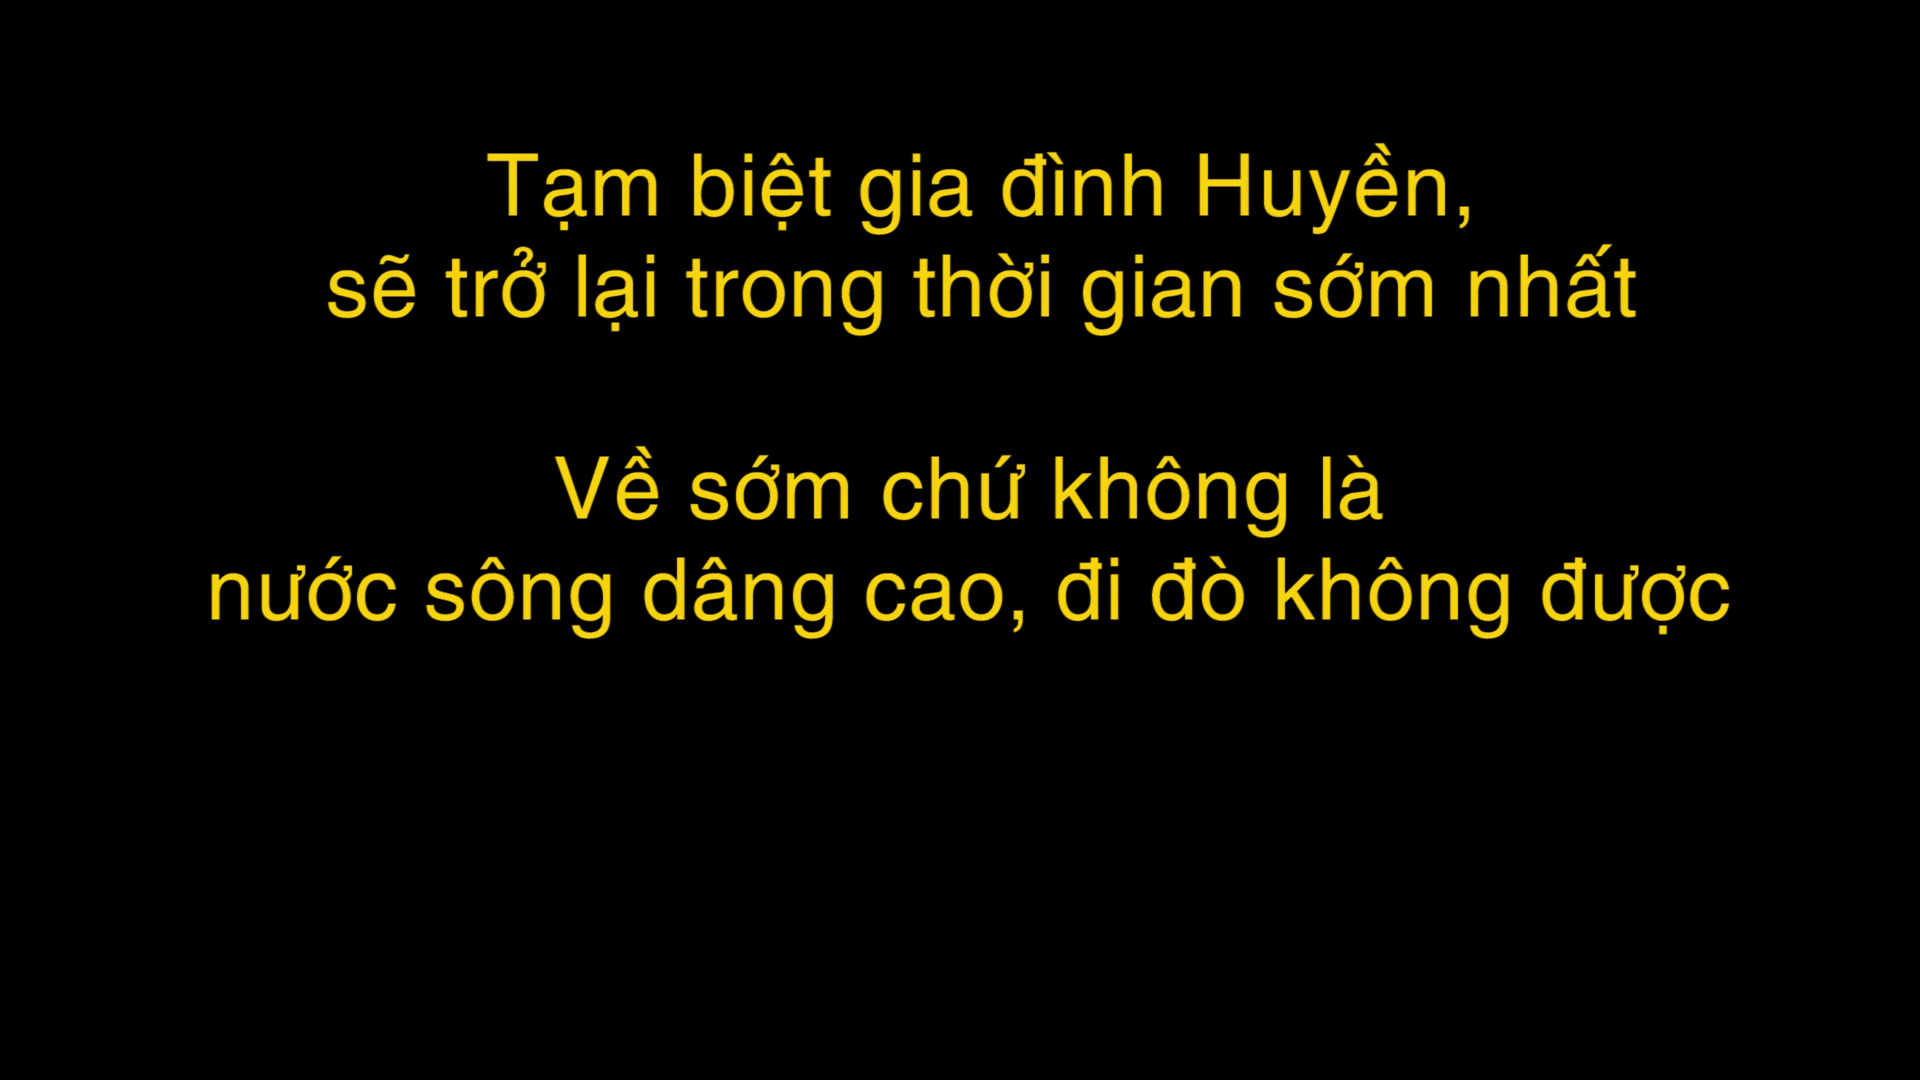 Tạm biệt gia đình Huyền,
sẽ trở lại trong thời gian sớm nhất
Về sớm chứ không là
nước sông dâng cao, đi đò không được